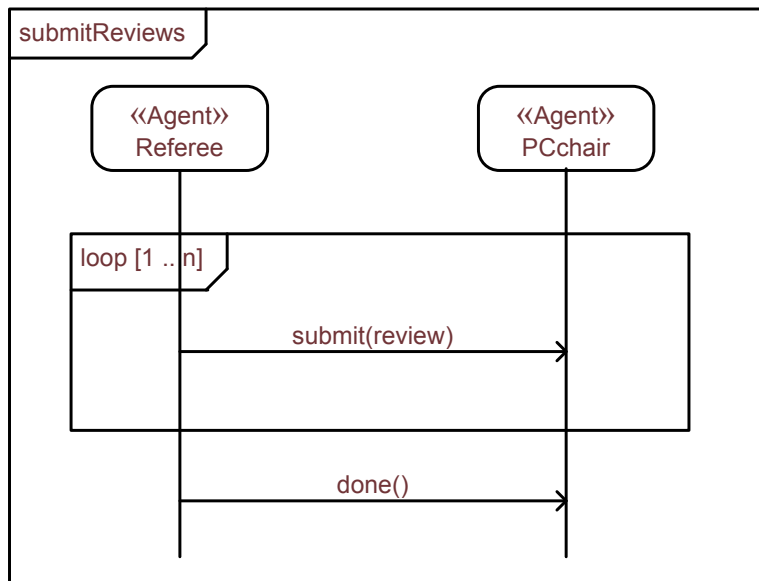 submitReviews
«Agent»
Referee
«Agent»
PCchair
loop [1 .. n]
submit(review)
done()